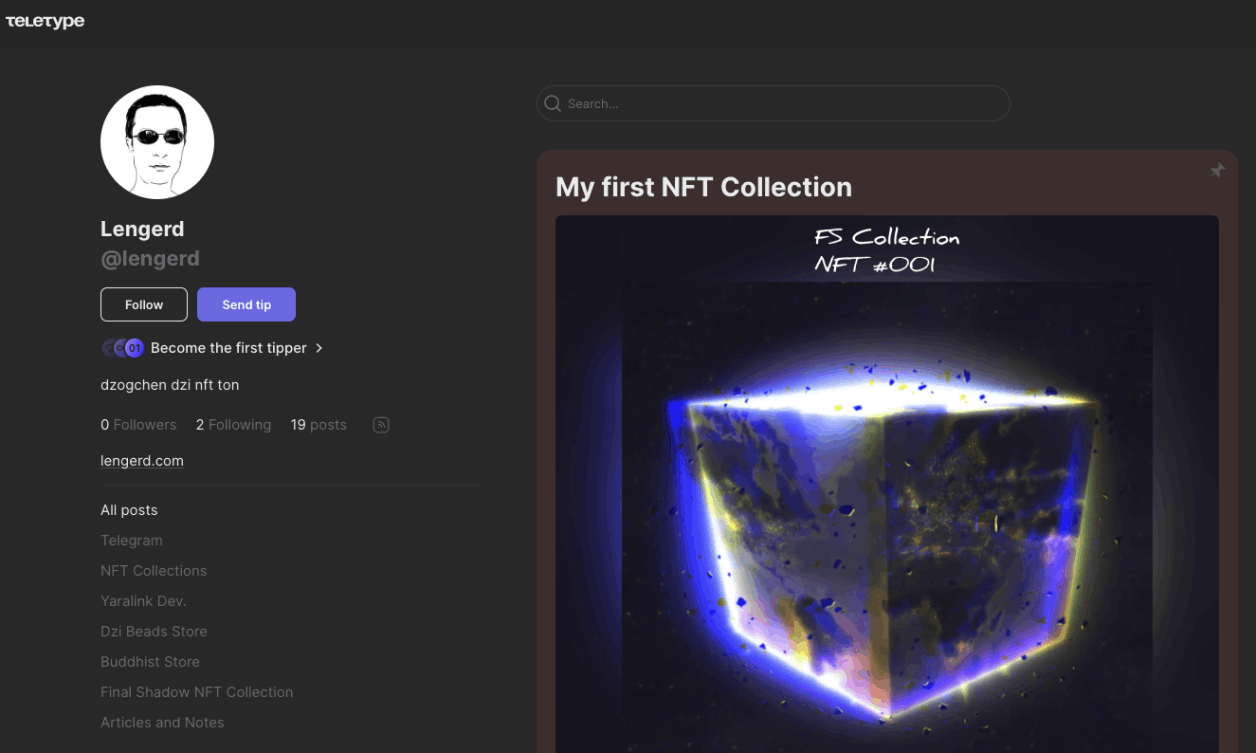 TELETYPE
Search...
Lengerd
@lengerd
Follow
Send tip
01
Become the first tipper
dzogchen dzi nft ton
0 Followers
2 Following
19 posts
lengerd.com
All posts
Telegram
NFT Collections
Yaralink Dev.
Dzi Beads Store
Buddhist Store
Final Shadow NFT Collection
Articles and Notes
My first NFT Collection
FS Collection
NFT #001